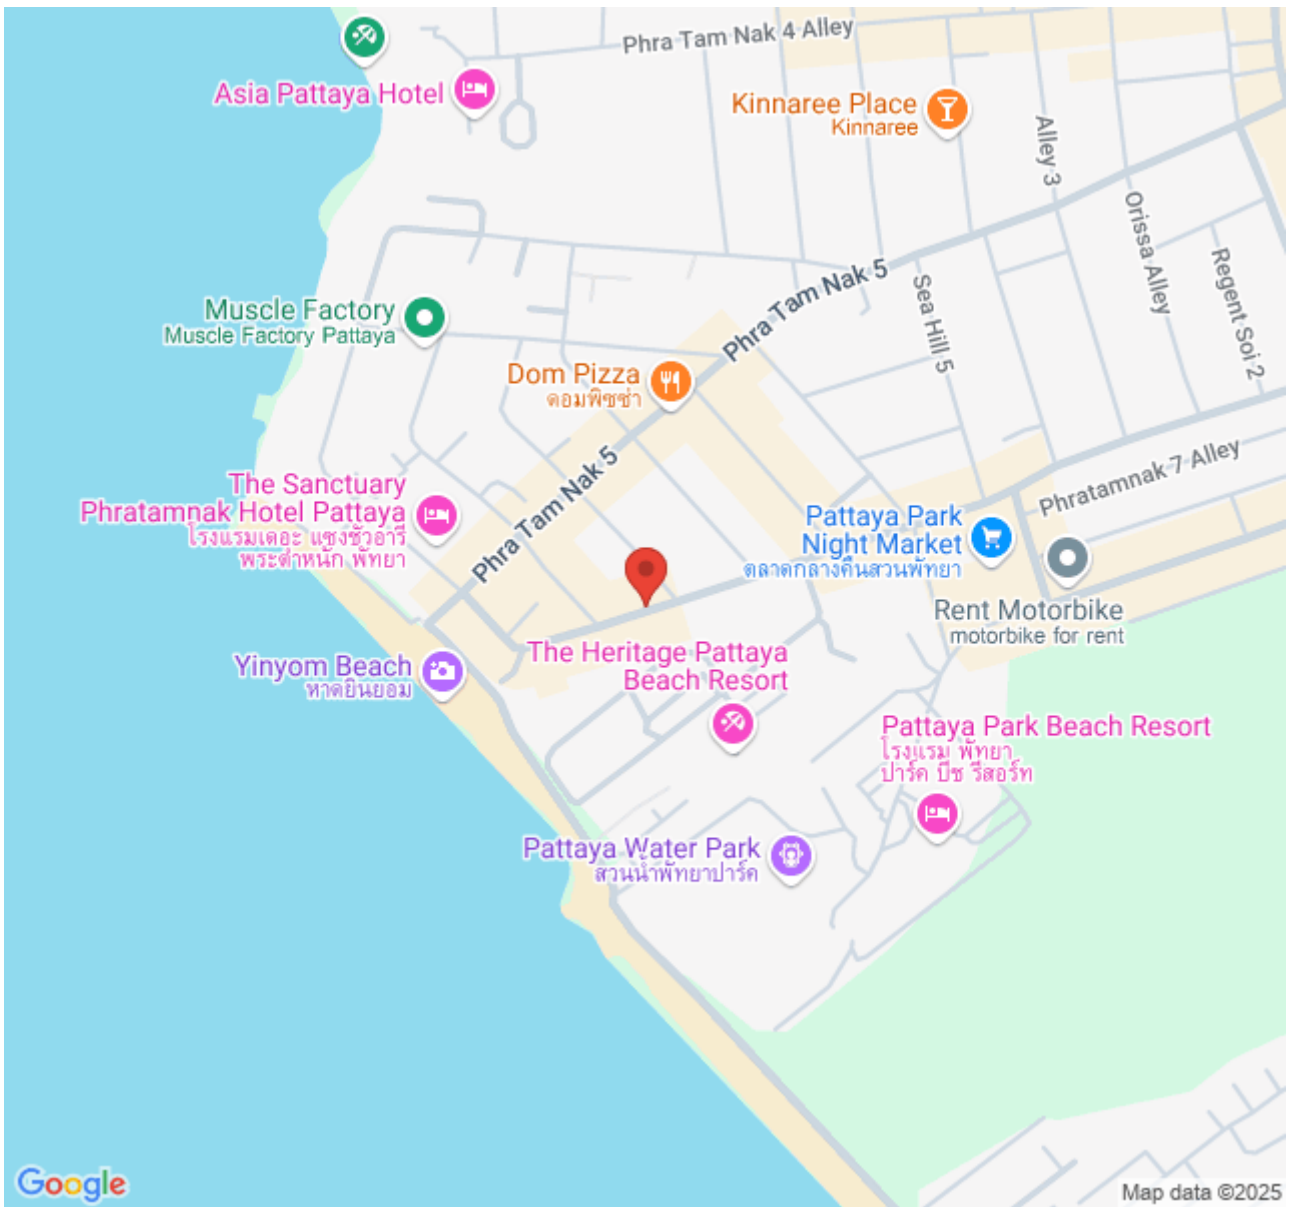 Phra Tam Nak 4 Alley
Asia Pattaya Hotel
Kinnaree Place
Kinnaree
Alley 3
Orissa Alley
Regent Soi 2
Phra Tam Nak 5
Sea Hill 5
Muscle Factory
Muscle Factory Pattaya
Dom Pizza
ดอมพิซซ่า
Phratamnak 7 Alley
The Sanctuary
Phratamnak Hotel Pattaya
โรงแรมเดอะ แซงชัวอารี
พระตำหนัก พัทยา
Phra Tam Nak 5
Pattaya Park
Night Market
ตลาดกลางคืนสวนพัทยา
Rent Motorbike
motorbike for rent
Yinyom Beach
หาดยินยอม
The Heritage Pattaya
Beach Resort
Pattaya Park Beach Resort
โรงแรม พัทยา
ปาร์ค บีช รีสอร์ท
Pattaya Water Park
สวนน้ำพัทยาปาร์ค
Google
Map data ©2025